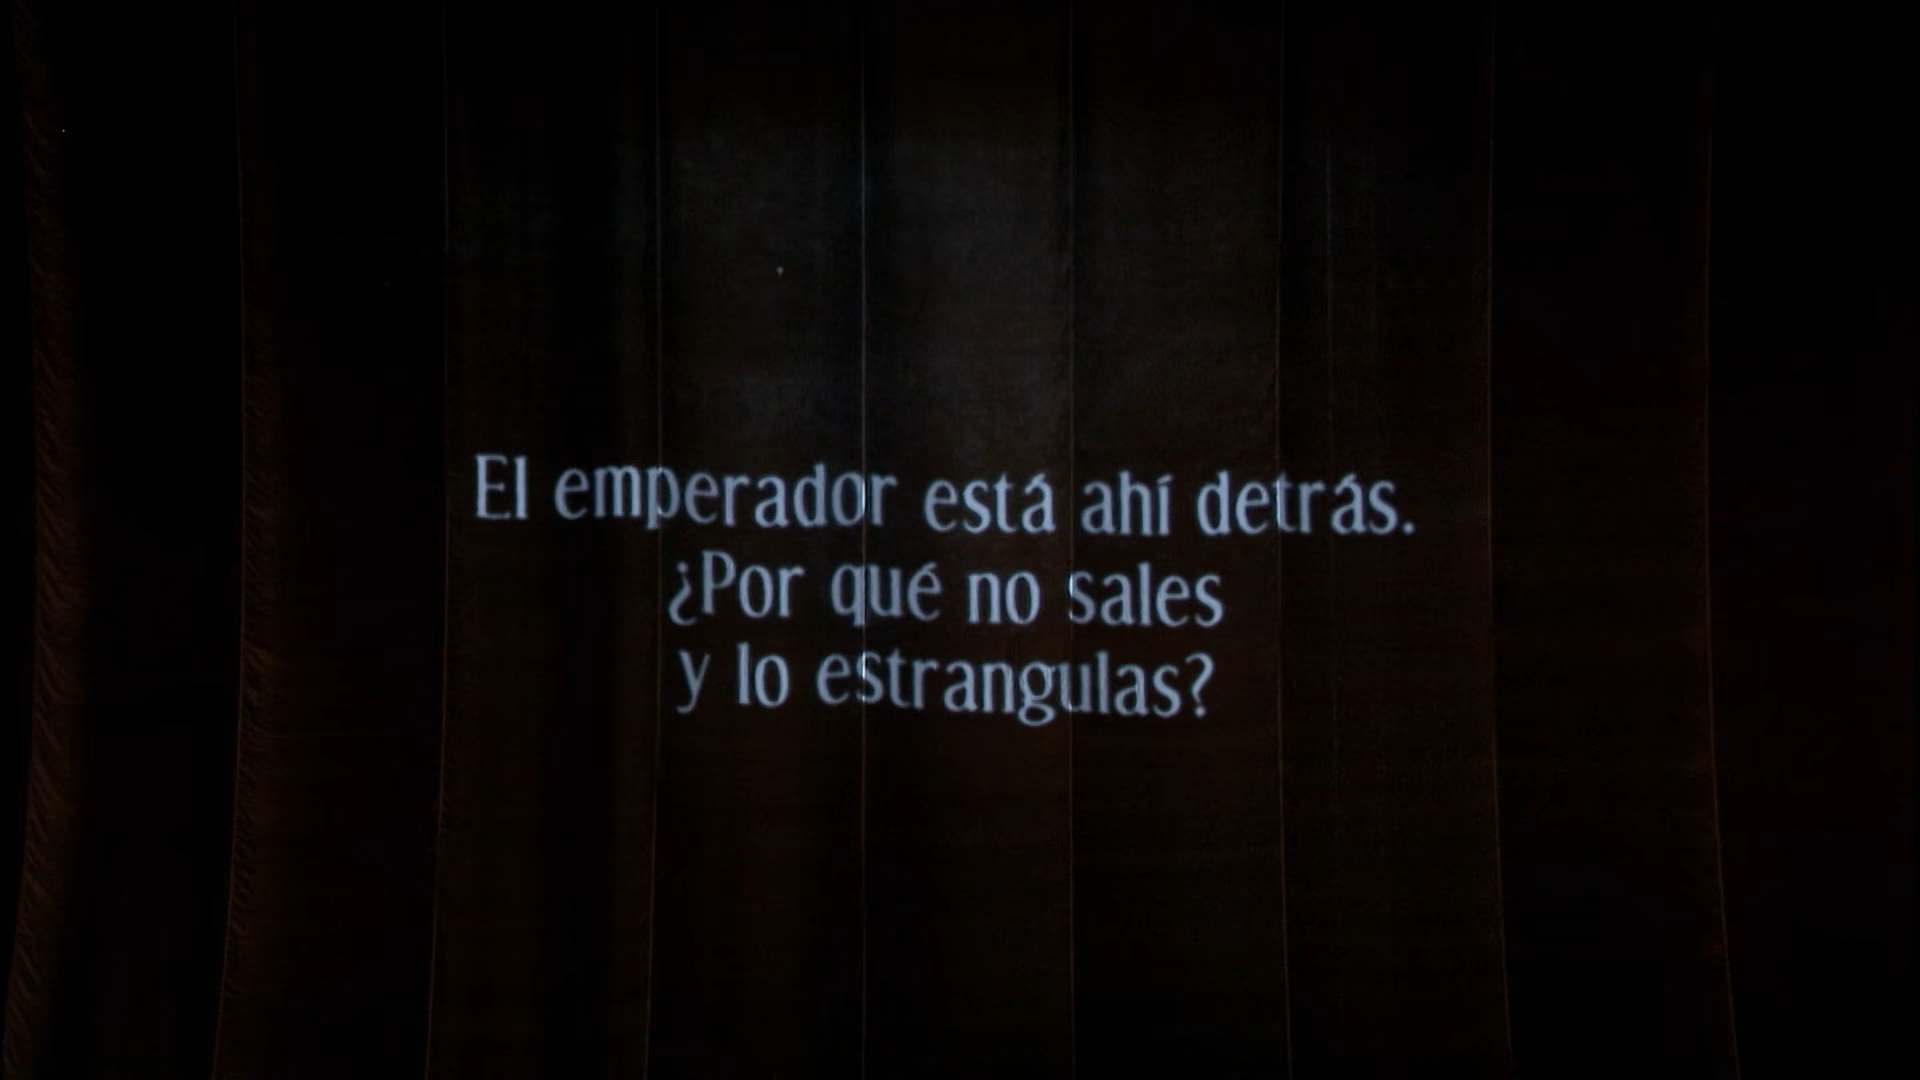 El emperador está ahí detrás.
¿Por qué no sales
y lo estrangulas?